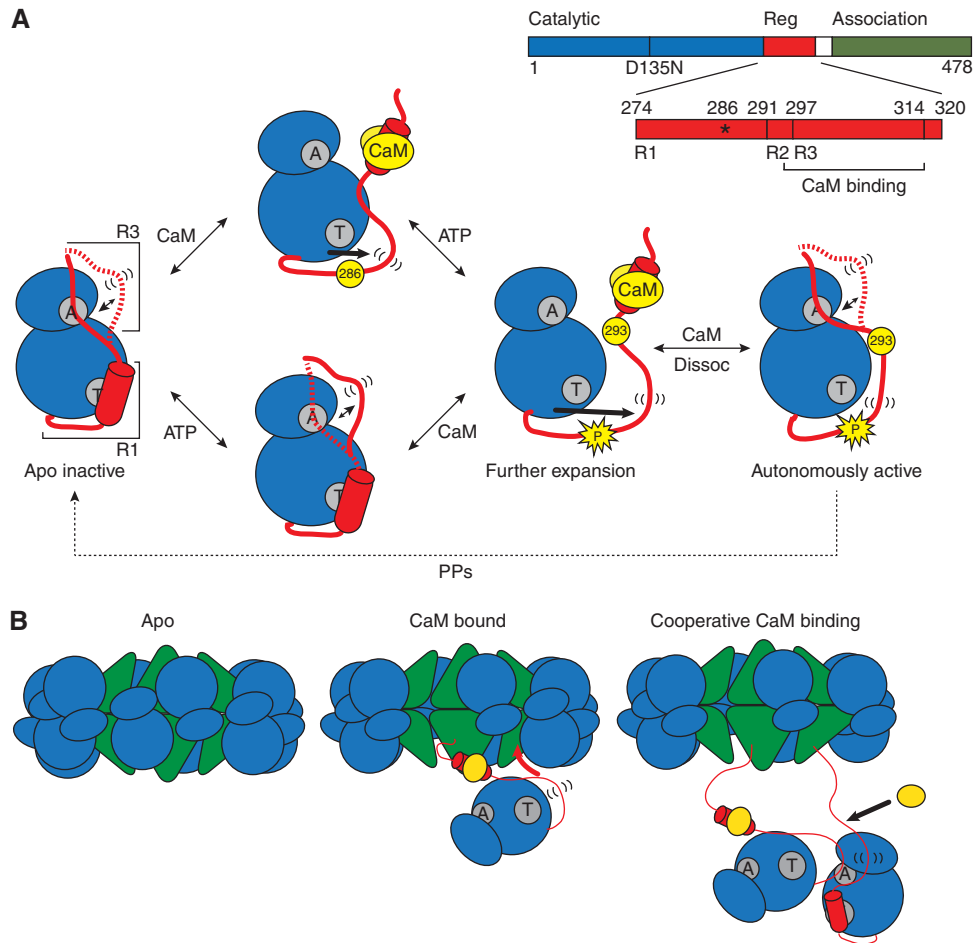 A
Catalytic Reg Association
1 D135N 478
274 286 291 297 314 320
*
R1 R2 R3
CaM binding
A
CaM
T
286
R3
CaM
ATP
A
T
R1
Apo inactive
ATP
A
T
CaM
CaM
A
293
T
P
Further expansion
CaM
Dissoc
A
293
T
P
Autonomously active
PPs
B
Apo CaM bound Cooperative CaM binding
A T
A T
A